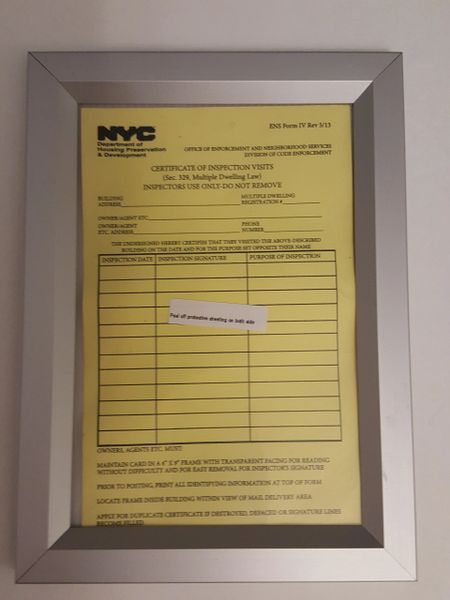 NYC
Department of
Housing Preservation
& Development
ENS Form IV Rev 5/13
OFFICE OF ENFORCEMENT AND NEIGHBORHOOD SERVICES
DIVISION OF CODE ENFORCEMENT
CERTIFICATE OF INSPECTION VISITS
(Sec. 329, Multiple Dwelling Law)
INSPECTORS USE ONLY-DO NOT REMOVE
BUILDING
ADDRESS
MULTIPLE DWELLING
REGISTRATION #
OWNER/AGENT ETC.
OWNER/AGENT
ETC. ADDRESS
PHONE
NUMBER
THE UNDERSIGNED HEREBY CERTIFIES THAT THEY VISITED THE ABOVE-DESCRIBED
BUILDING ON THE DATE AND FOR THE PURPOSE SET OPPOSITE THEIR NAME
INSPECTION DATE INSPECTION SIGNATURE PURPOSE OF INSPECTION
Peel off protective sheeting on both side
OWNERS, AGENTS ETC. MUST:
MAINTAIN CARD IN A 6" X 9" FRAME WITH TRANSPARENT FACING FOR READING
WITHOUT DIFFICULTY AND FOR EASY REMOVAL FOR INSPECTOR'S SIGNATURE
PRIOR TO POSTING, PRINT ALL IDENTIFYING INFORMATION AT TOP OF FORM
LOCATE FRAME INSIDE BUILDING WITHIN VIEW OF MAIL DELIVERY AREA
APPLY FOR DUPLICATE CERTIFICATE IF DESTROYED, DEFACED OR SIGNATURE LINES
BECOME FILLED